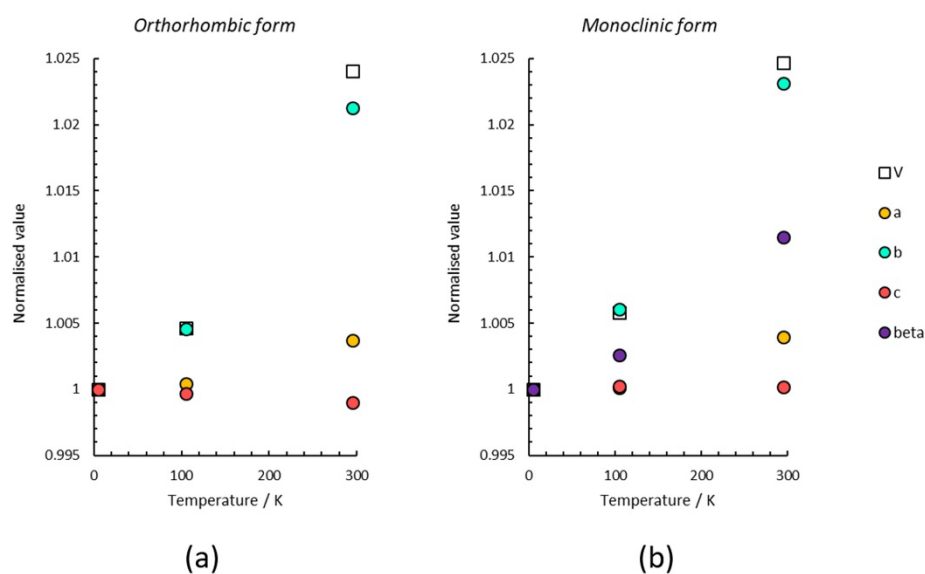 Orthorhombic form
1.025
1.02
1.015
1.01
1.005
1
0.995
0
100
200
300
Normalised value
Temperature / K
(a)
Monoclinic form
1.025
1.02
1.015
1.01
1.005
1
0.995
0
100
200
300
Normalised value
Temperature / K
(b)
V
a
b
c
beta